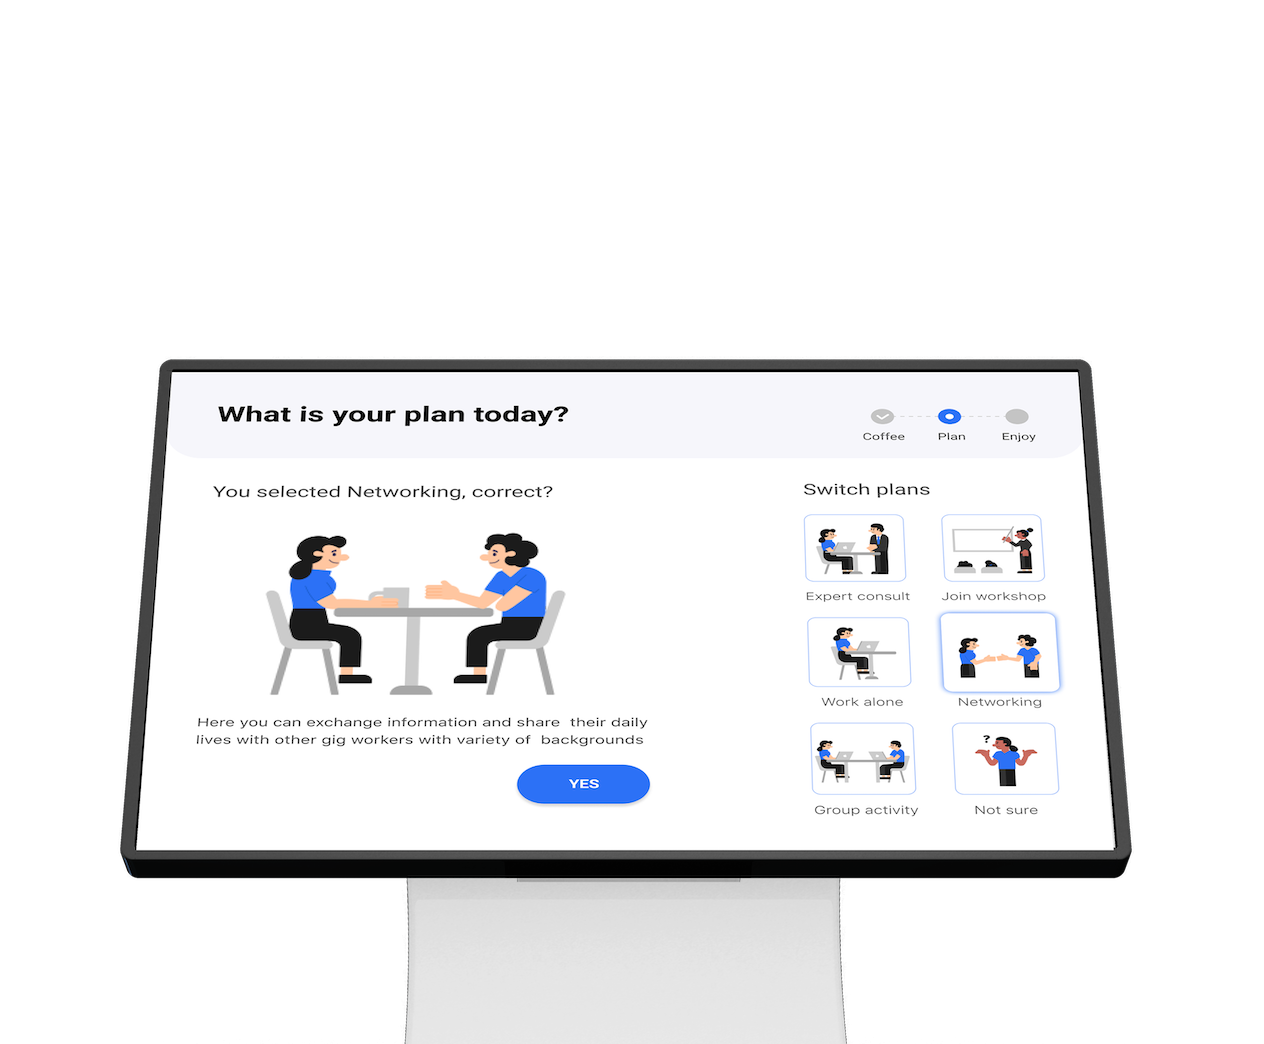 What is your plan today?
Coffee
Plan
Enjoy
You selected Networking, correct?
Here you can exchange information and share their daily
lives with other gig workers with variety of backgrounds
YES
Switch plans
Expert consult
Join workshop
Work alone
Networking
?
Group activity
Not sure